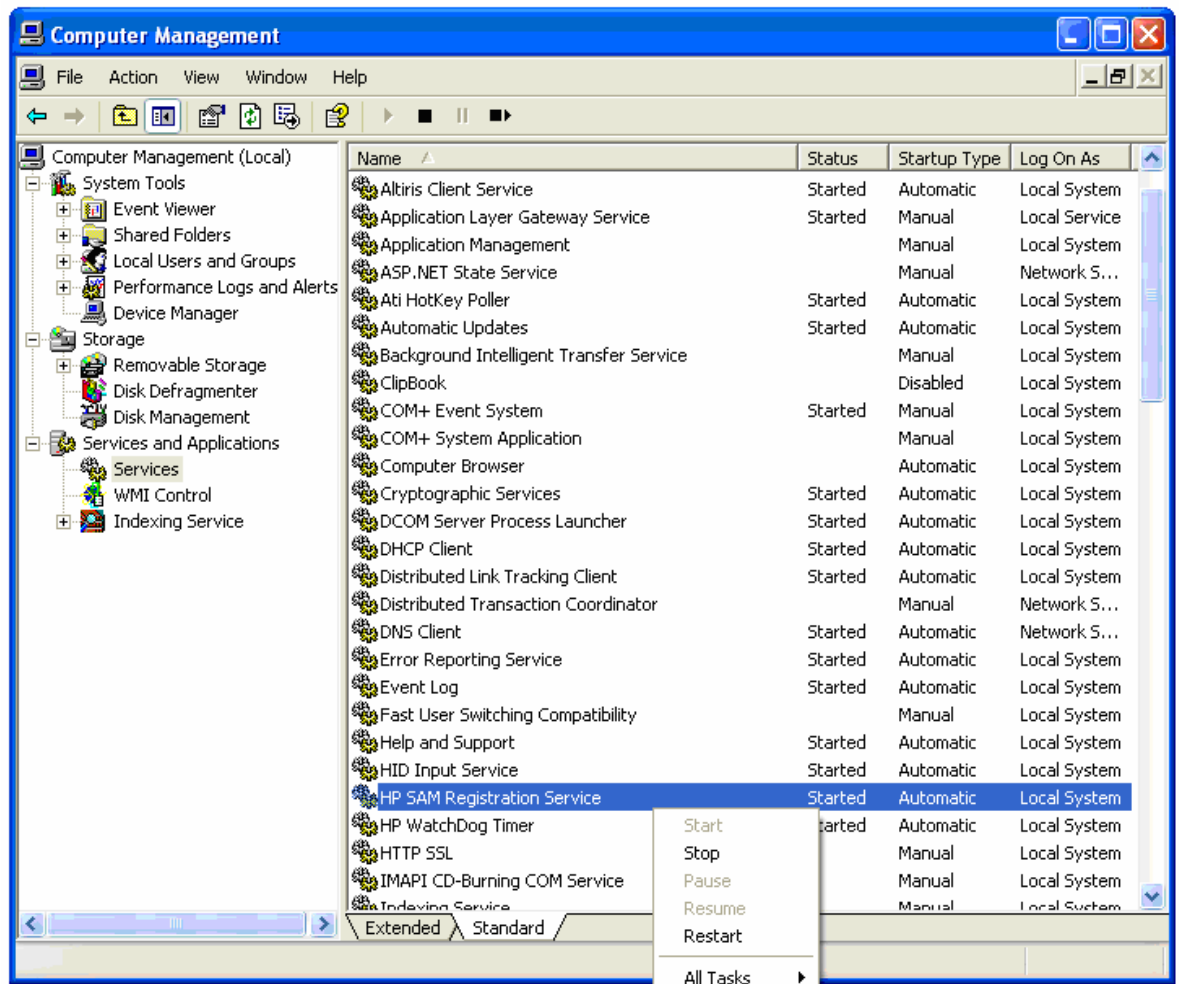 Computer Management
File Action View Window Help
Computer Management (Local)
System Tools
Event Viewer
Shared Folders
Local Users and Groups
Performance Logs and Alerts
Device Manager
Storage
Removable Storage
Disk Defragmenter
Disk Management
Services and Applications
Services
WMI Control
Indexing Service
Name Status Startup Type Log On As
Altiris Client Service Started Automatic Local System
Application Layer Gateway Service Started Manual Local Service
Application Management Manual Local System
ASP.NET State Service Manual Network S...
Ati HotKey Poller Started Automatic Local System
Automatic Updates Started Automatic Local System
Background Intelligent Transfer Service Manual Local System
ClipBook Disabled Local System
COM+ Event System Started Manual Local System
COM+ System Application Manual Local System
Computer Browser Automatic Local System
Cryptographic Services Started Automatic Local System
DCOM Server Process Launcher Started Automatic Local System
DHCP Client Started Automatic Local System
Distributed Link Tracking Client Started Automatic Local System
Distributed Transaction Coordinator Manual Network S...
DNS Client Started Automatic Network S...
Error Reporting Service Started Automatic Local System
Event Log Started Automatic Local System
Fast User Switching Compatibility Manual Local System
Help and Support Started Automatic Local System
HID Input Service Started Automatic Local System
HP SAM Registration Service Started Automatic Local System
HP WatchDog Timer tarted Automatic Local System
HTTP SSL Manual Local System
IMAPI CD-Burning COM Service Manual Local System
Indexing Service Manual Local System
Start
Stop
Pause
Resume
Restart
All Tasks
Extended Standard